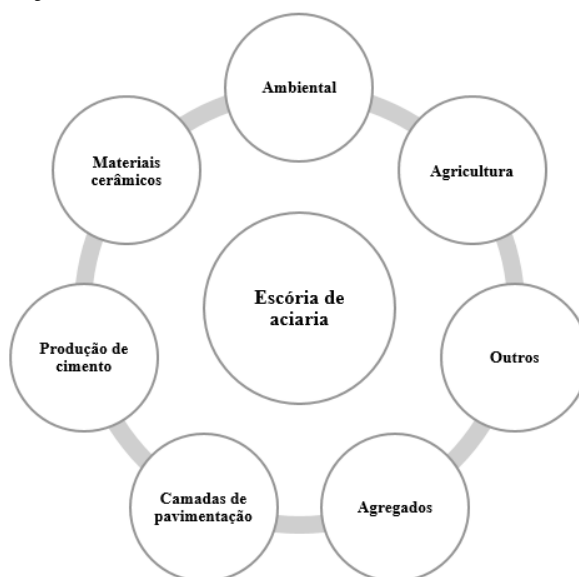 Ambiental
Materiais
cerâmicos
Agricultura
Escória de
aciaria
Produção de
cimento
Outros
Camadas de
pavimentação
Agregados